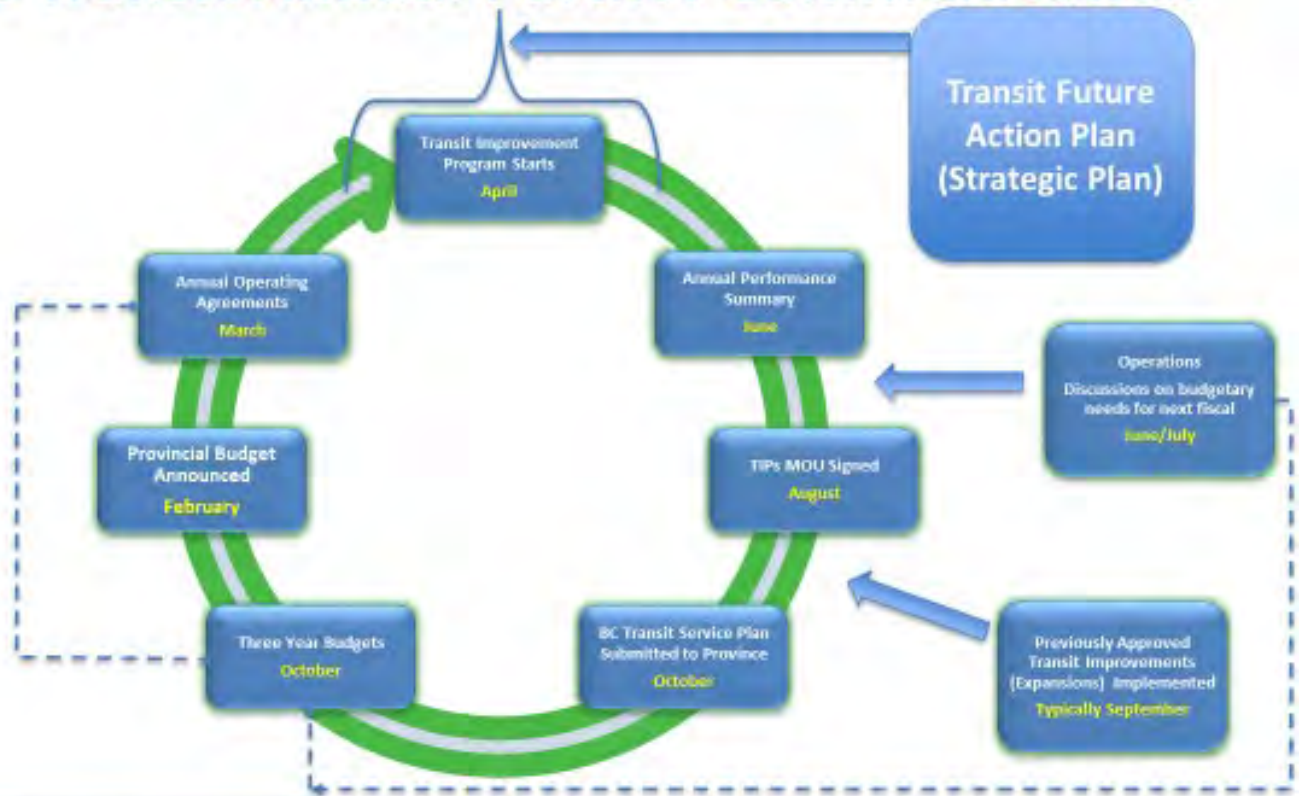 Transit Future
Action Plan
(Strategic Plan)
Transit Improvement
Program Starts
April
Annual Performance
Summary
June
Operations
Discussions on budgetary
needs for next fiscal
June/July
TIPs MOU Signed
August
Previously Approved
Transit Improvements
(Expansions) Implemented
Typically September
BC Transit Service Plan
Submitted to Province
October
Three Year Budgets
October
Provincial Budget
Announced
February
Annual Operating
Agreements
March